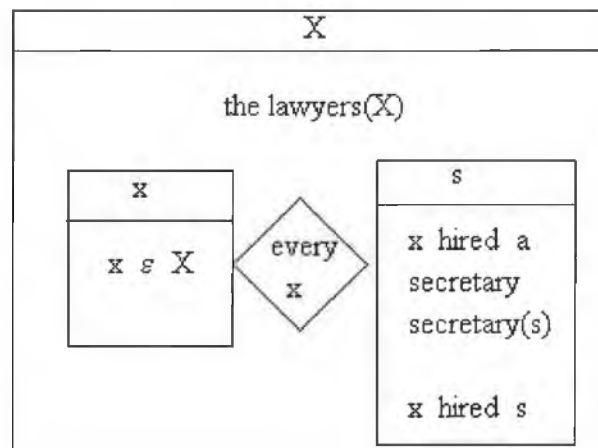 X
the lawyers(X)
x
x ε X
every
x
s
x hired a
secretary
secretary(s)
x hired s